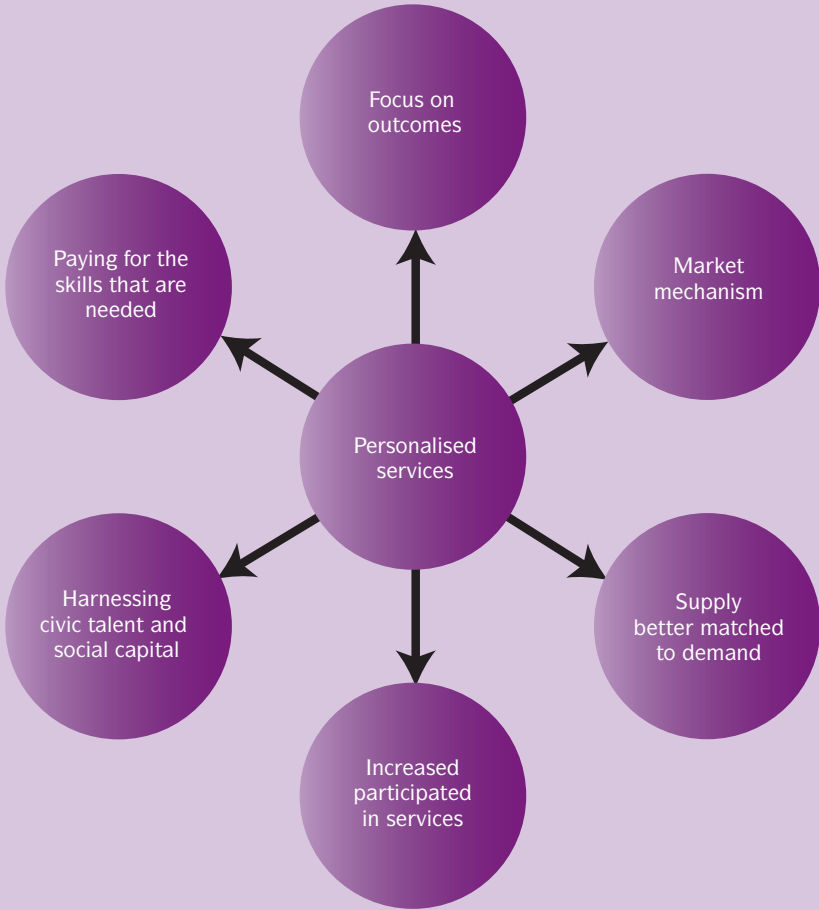 Focus on
outcomes
Paying for the
skills that are
needed
Market
mechanism
Personalised
services
Harnessing
civic talent and
social capital
Supply
better matched
to demand
Increased
participated
in services